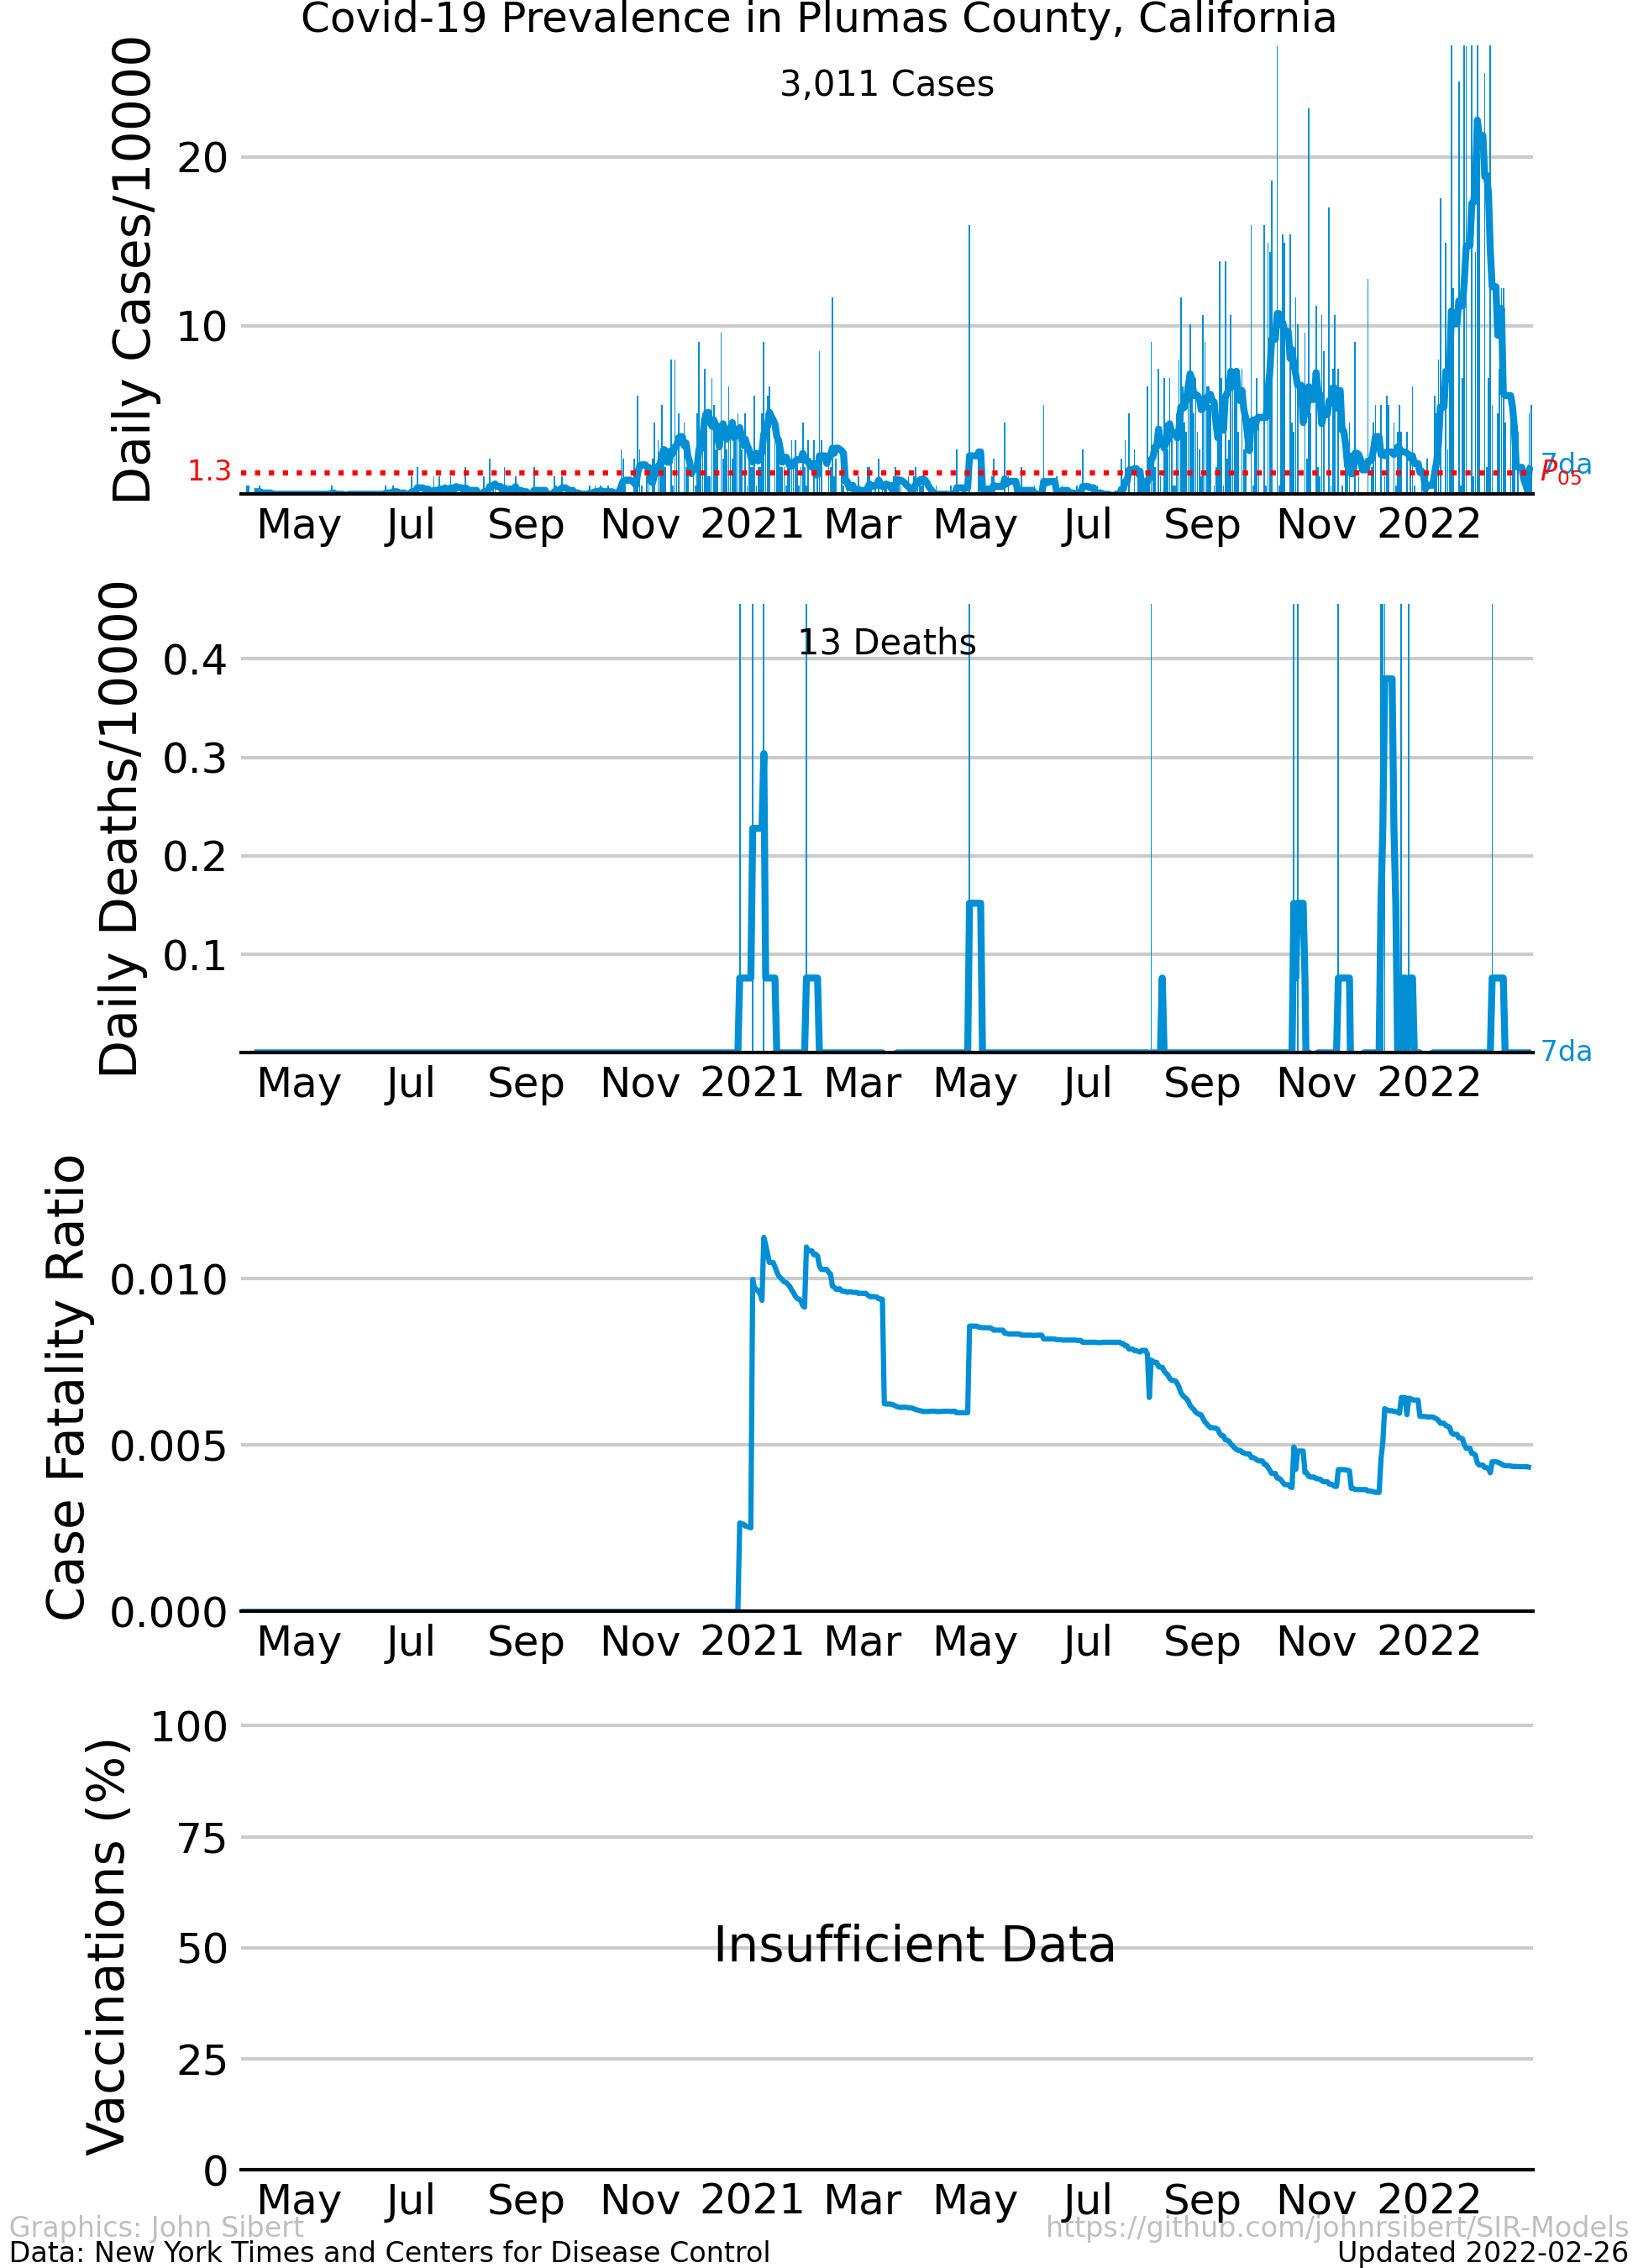 Covid-19 Prevalence in Plumas County, California
Daily Cases/10000
3,011 Cases
20
10
1.3
7da
P05
May Jul Sep Nov 2021 Mar May Jul Sep Nov 2022
Daily Deaths/10000
13 Deaths
0.4
0.3
0.2
0.1
7da
May Jul Sep Nov 2021 Mar May Jul Sep Nov 2022
Case Fatality Ratio
0.010
0.005
0.000
May Jul Sep Nov 2021 Mar May Jul Sep Nov 2022
Vaccinations (%)
100
75
50
25
0
Insufficient Data
May Jul Sep Nov 2021 Mar May Jul Sep Nov 2022
Graphics: John Sibert
https://github.com/johnrsibert/SIR-Models
Data: New York Times and Centers for Disease Control
Updated 2022-02-26